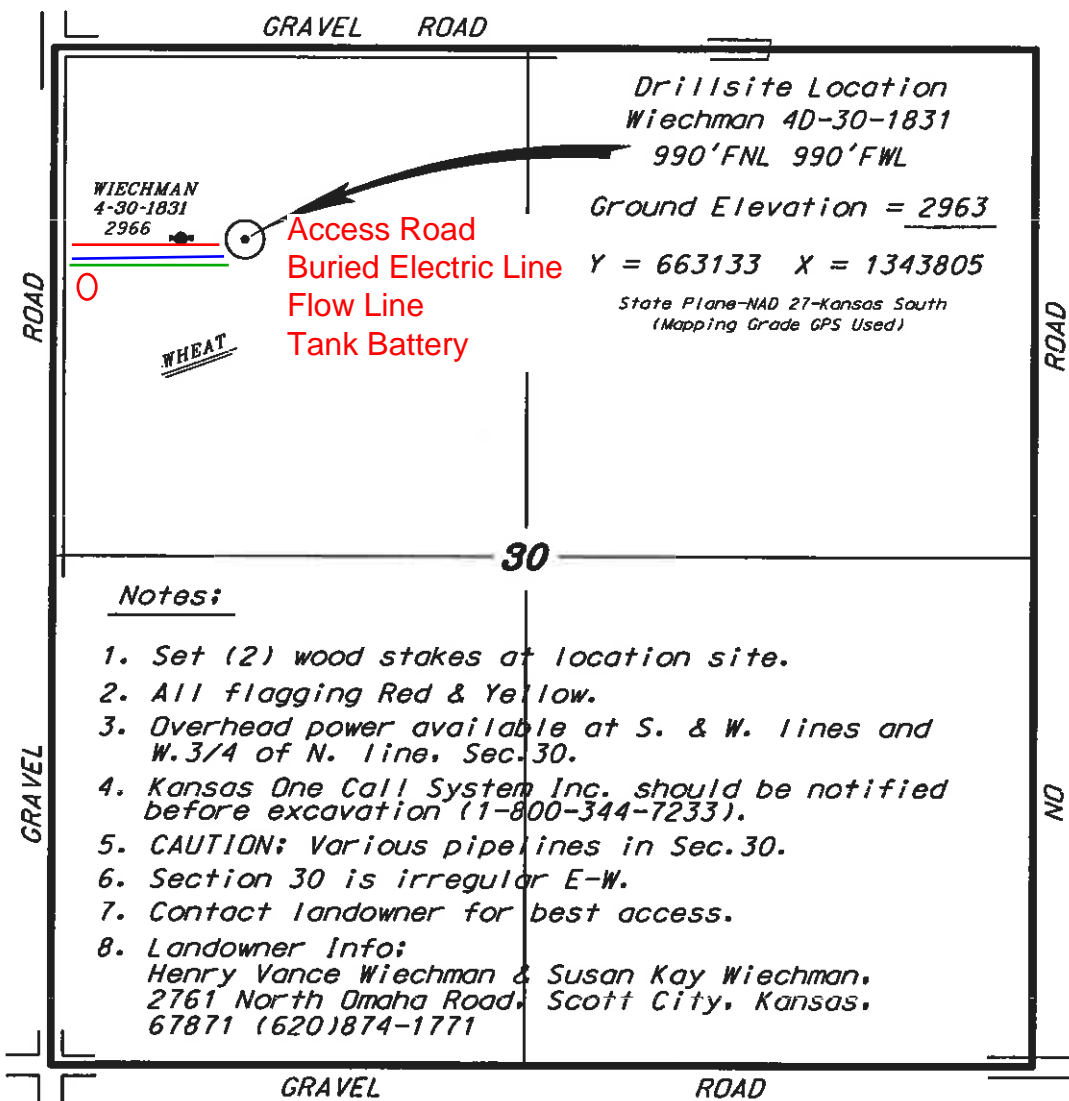 GRAVEL ROAD
Drillsite Location
Wiechman 4D-30-1831
990'FNL 990'FWL
Ground Elevation = 2963
Y = 663133 X = 1343805
State Plane-NAD 27-Kansas South
(Mapping Grade GPS Used)
WIECHMAN
4-30-1831
2966
Access Road
Buried Electric Line
Flow Line
Tank Battery
WHEAT
ROAD
ROAD
30
Notes:
1. Set (2) wood stakes at location site.
2. All flagging Red & Yellow.
3. Overhead power available at S. & W. lines and
W.3/4 of N. line, Sec.30.
4. Kansas One Call System Inc. should be notified
before excavation (1-800-344-7233).
5. CAUTION: Various pipelines in Sec.30.
6. Section 30 is irregular E-W.
7. Contact landowner for best access.
8. Landowner Info:
Henry Vance Wiechman & Susan Kay Wiechman,
2761 North Omaha Road, Scott City, Kansas,
67871 (620)874-1771
GRAVEL
NO
GRAVEL ROAD